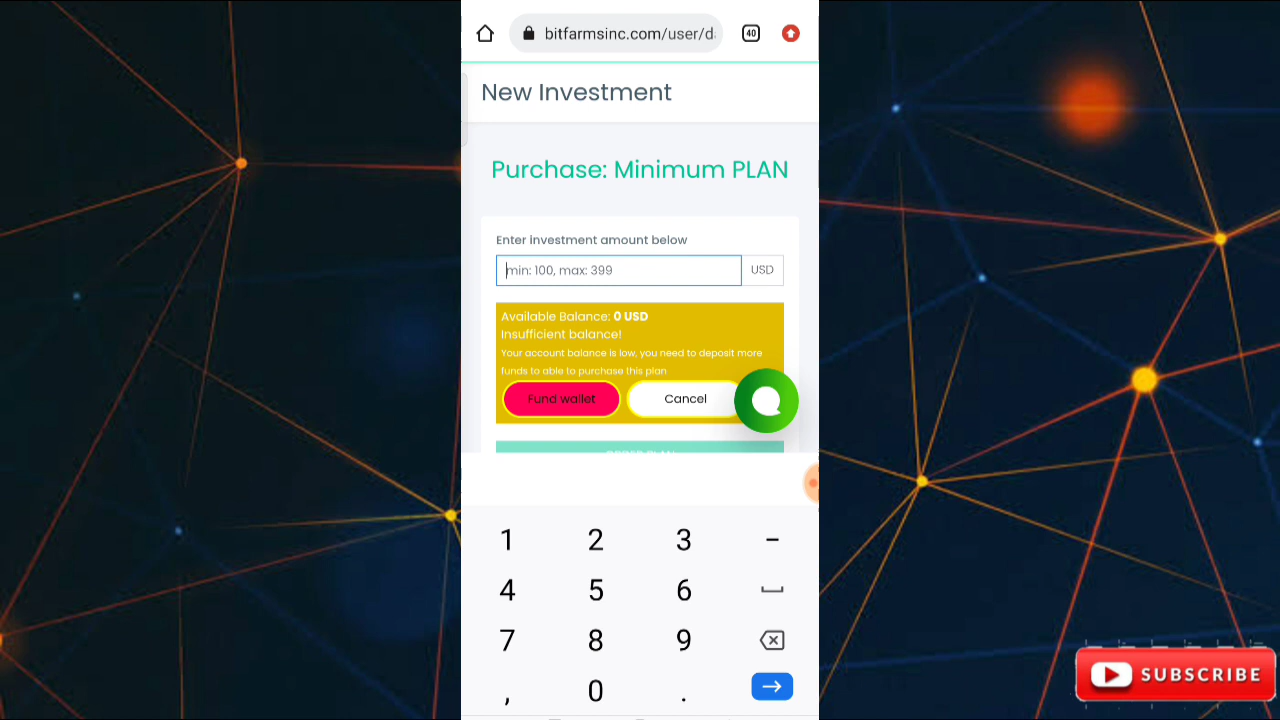 bitfarmsinc.com/user/d
40
New Investment
Purchase: Minimum PLAN
Enter investment amount below
min: 100, max: 399
USD
Available Balance: 0 USD
Insufficient balance!
Your account balance is low, you need to deposit more
funds to able to purchase this plan
Fund wallet
Cancel
1 2 3 -
4 5 6
7 8 9
, 0 .
SUBSCRIBE